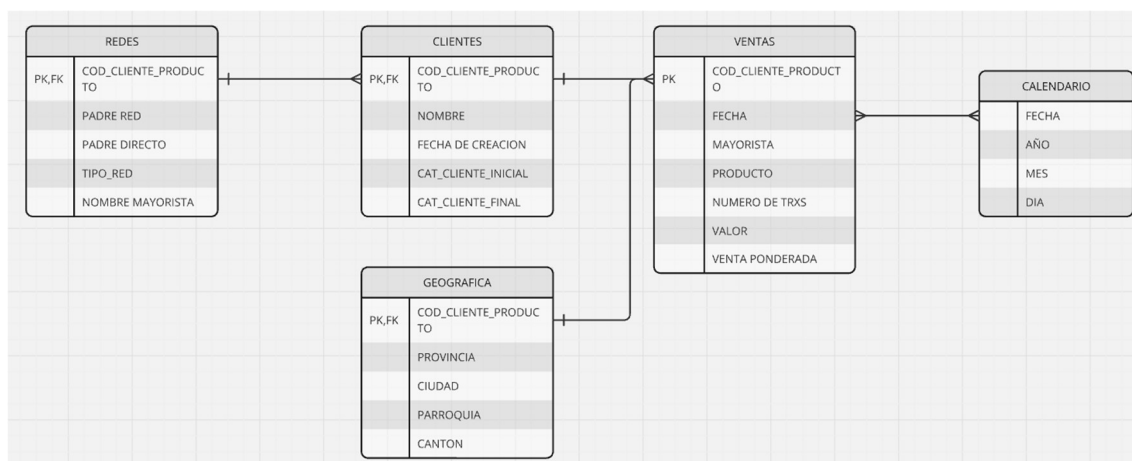 REDES
PK,FK
COD_CLIENTE_PRODUC
TO
PADRE RED
PADRE DIRECTO
TIPO_RED
NOMBRE MAYORISTA
CLIENTES
PK,FK
COD_CLIENTE_PRODUC
TO
NOMBRE
FECHA DE CREACION
CAT_CLIENTE_INICIAL
CAT_CLIENTE_FINAL
VENTAS
PK
COD_CLIENTE_PRODUCT
O
FECHA
MAYORISTA
PRODUCTO
NUMERO DE TRXS
VALOR
VENTA PONDERADA
CALENDARIO
FECHA
AÑO
MES
DIA
GEOGRAFICA
PK,FK
COD_CLIENTE_PRODUC
TO
PROVINCIA
CIUDAD
PARROQUIA
CANTON